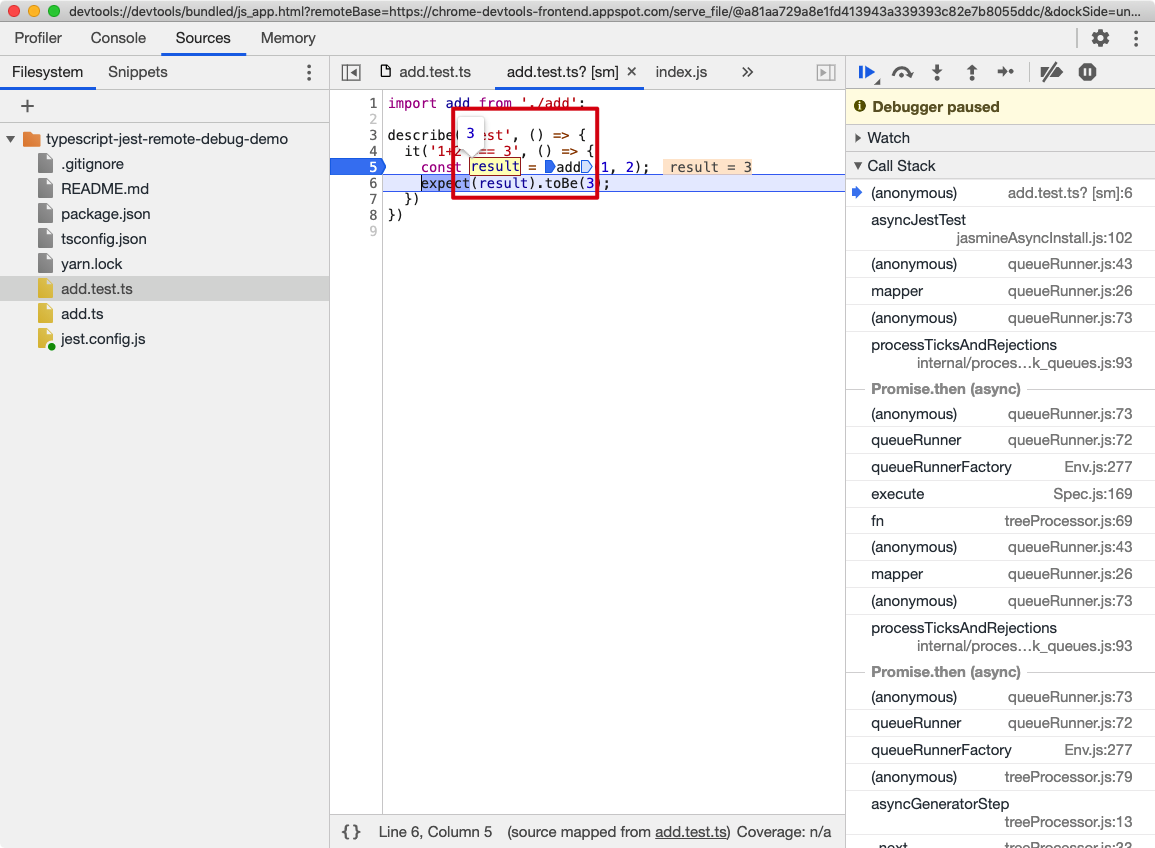 devtools://devtools/bundled/js_app.html?remoteBase=https://chrome-devtools-frontend.appspot.com/serve_file/@a81aa729a8e1fd413943a339393c82e7b8055ddc/&dockSide=un...
Profiler Console Sources Memory
Filesystem Snippets
typescript-jest-remote-debug-demo
.gitignore
README.md
package.json
tsconfig.json
yarn.lock
add.test.ts
add.ts
jest.config.js
add.test.ts add.test.ts? [sm] × index.js »
1 import add from './add';
2
3 describe( est', () => {
3
4 it('1+2 == 3', () => {
5 const result = add 1, 2); result = 3
6 expect(result).toBe(3);
7 })
8 })
9
{} Line 6, Column 5 (source mapped from add.test.ts) Coverage: n/a
Debugger paused
Watch
Call Stack
(anonymous) add.test.ts? [sm]:6
asyncJestTest
jasmineAsyncInstall.js:102
(anonymous) queueRunner.js:43
mapper queueRunner.js:26
(anonymous) queueRunner.js:73
processTicksAndRejections
internal/proces…k_queues.js:93
Promise.then (async)
(anonymous) queueRunner.js:73
queueRunner queueRunner.js:72
queueRunnerFactory Env.js:277
execute Spec.js:169
fn treeProcessor.js:69
(anonymous) queueRunner.js:43
mapper queueRunner.js:26
(anonymous) queueRunner.js:73
processTicksAndRejections
internal/proces…k_queues.js:93
Promise.then (async)
(anonymous) queueRunner.js:73
queueRunner queueRunner.js:72
queueRunnerFactory Env.js:277
(anonymous) treeProcessor.js:79
asyncGeneratorStep
treeProcessor.js:13